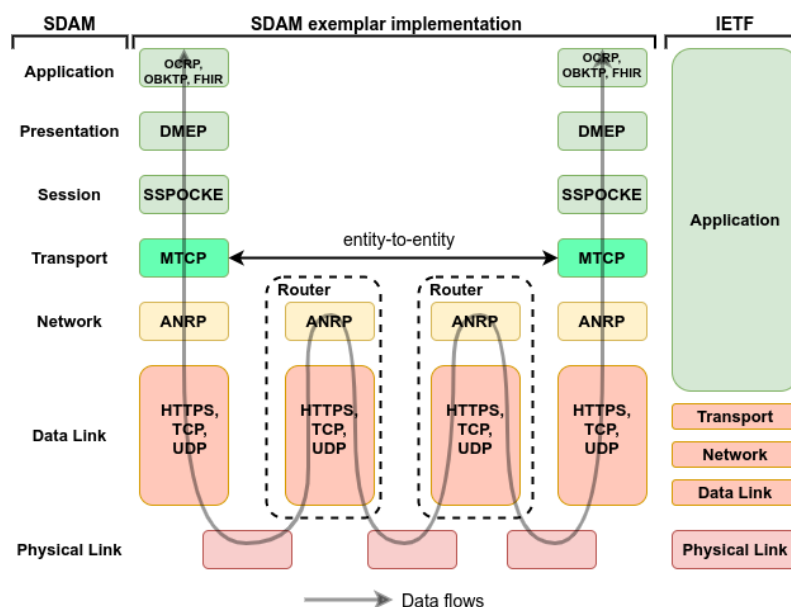 SDAM
SDAM exemplar implementation
IETF
Application
OCRP,
OBKTP, FHIR
OCRP,
OBKTP, FHIR
Presentation
DMEP
DMEP
Session
SSPOCKE
SSPOCKE
Application
entity-to-entity
Transport
MTCP
MTCP
Router
Router
Network
ANRP
ANRP
ANRP
ANRP
Data Link
HTTPS,
TCP,
UDP
HTTPS,
TCP,
UDP
HTTPS,
TCP,
UDP
HTTPS,
TCP,
UDP
Transport
Network
Data Link
Physical Link
Physical Link
Data flows